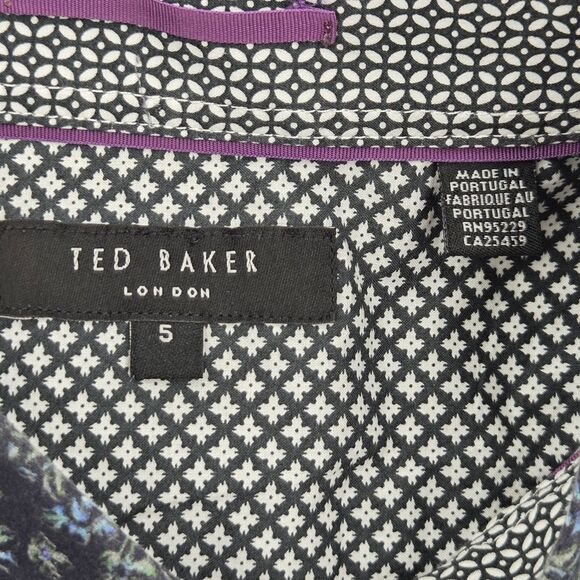 TED BAKER
LONDON
5
MADE IN
PORTUGAL
FABRIQUE AU
PORTUGAL
RN95229
CA25459